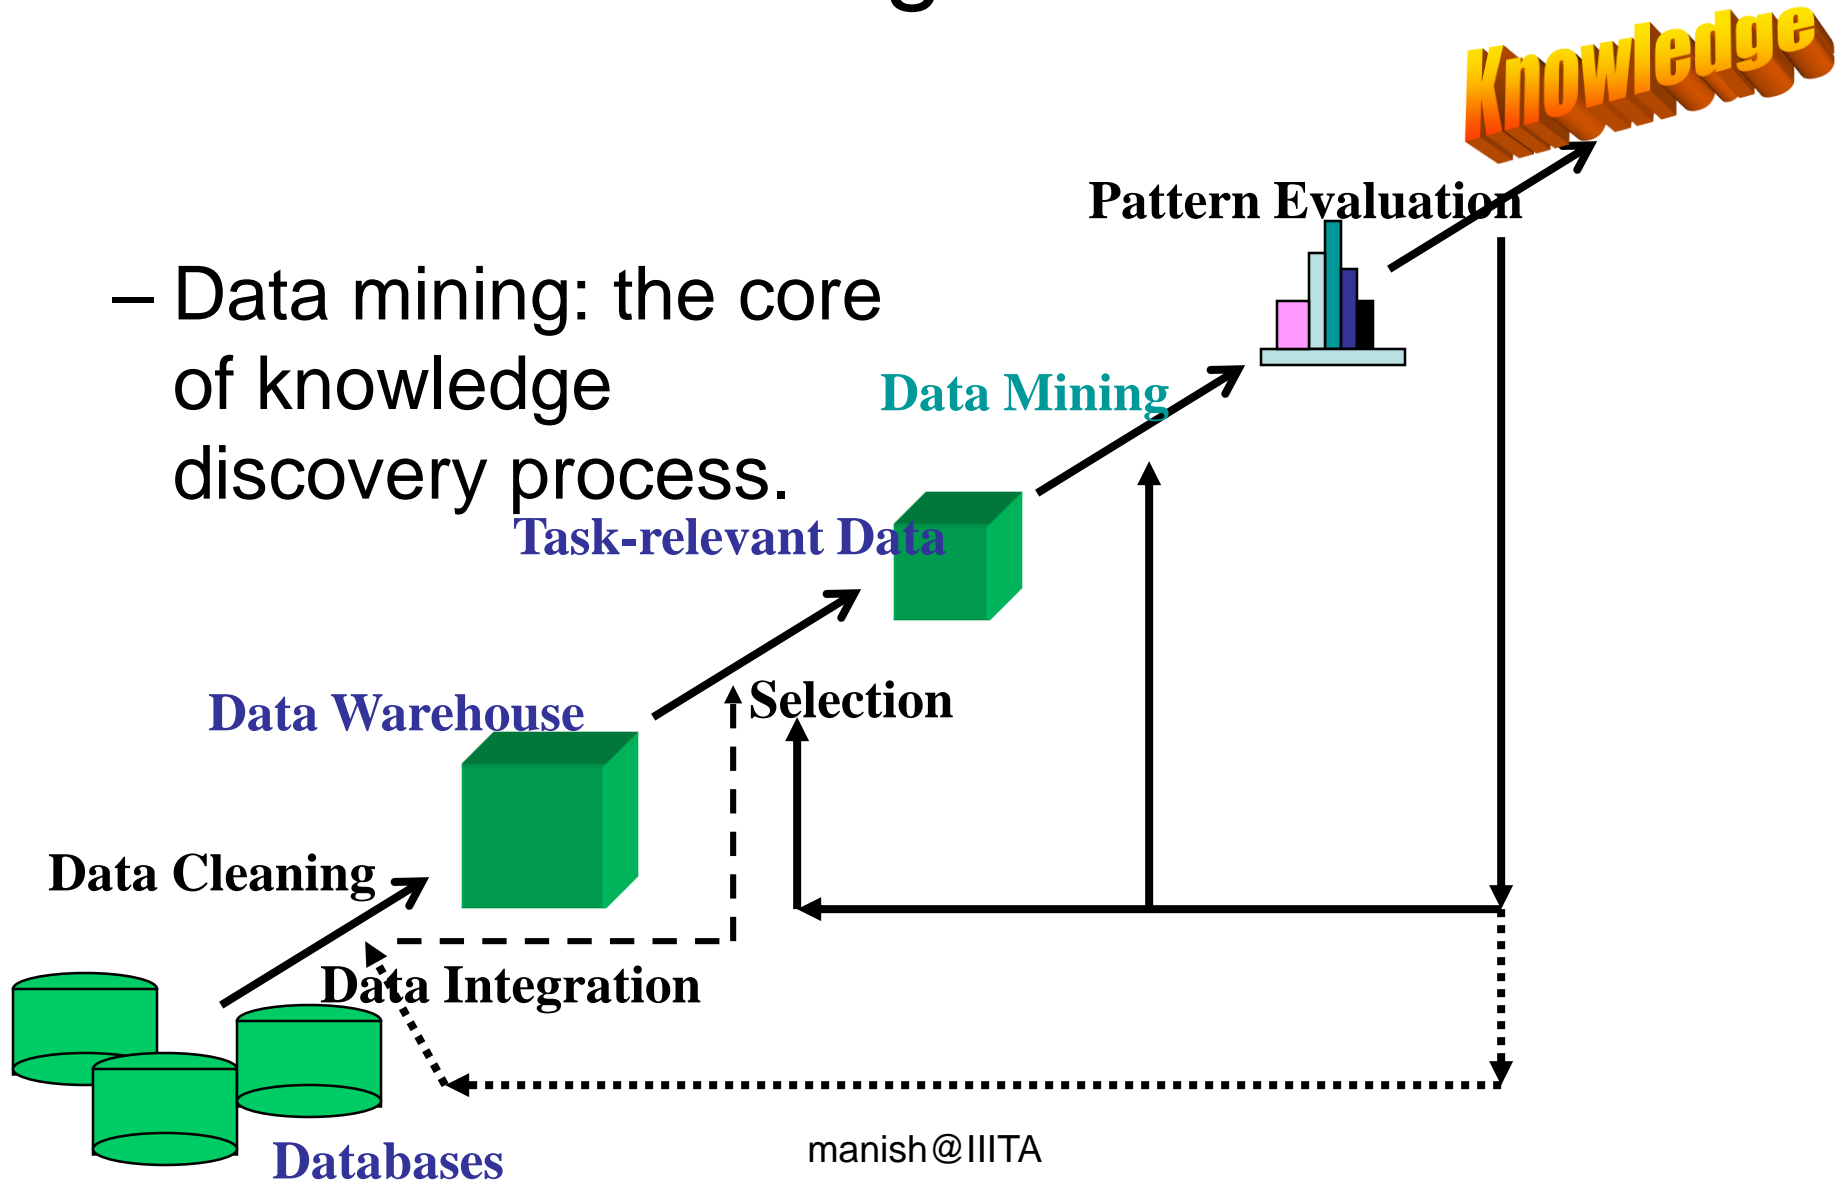 Knowledge
Pattern Evaluation
– Data mining: the core
of knowledge
discovery process.
Data Mining
Task-relevant Data
Selection
Data Warehouse
Data Cleaning
Data Integration
Databases
manish@IIITA